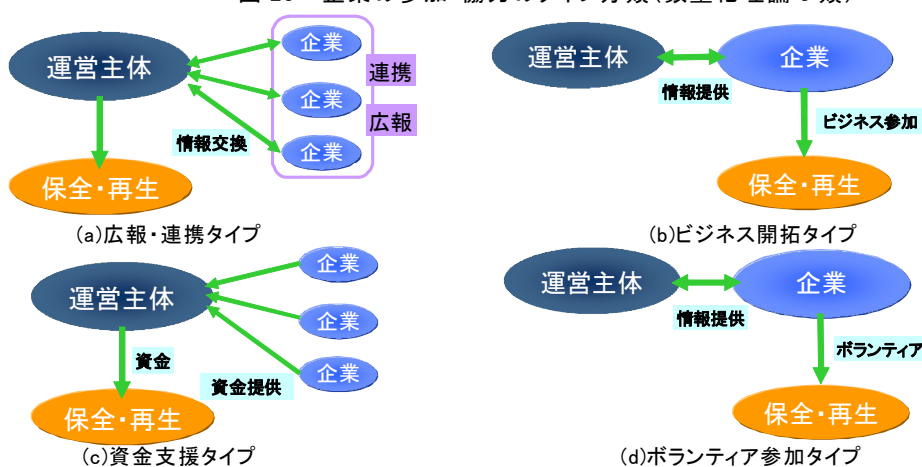 運営主体
企業
企業
企業
連携
広報
情報交換
保全・再生
(a)広報・連携タイプ
運営主体
企業
情報提供
ビジネス参加
保全・再生
(b)ビジネス開拓タイプ
運営主体
企業
企業
企業
資金
資金提供
保全・再生
(c)資金支援タイプ
運営主体
企業
情報提供
ボランティア
保全・再生
(d)ボランティア参加タイプ